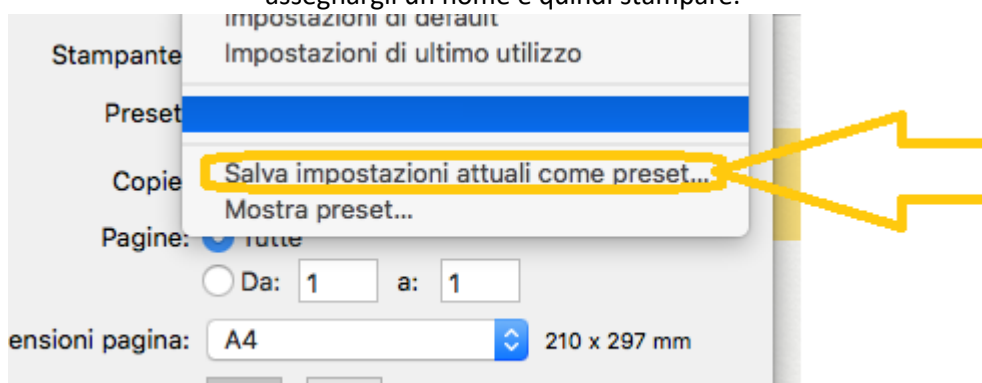 assegnargli un nome e quindi stampare.
Impostazioni di default
Stampante Impostazioni di ultimo utilizzo
Preset
Copie Salva impostazioni attuali come preset...
Mostra preset...
Pagine: Tutte
Da: 1 a: 1
ensioni pagina: A4 210 x 297 mm